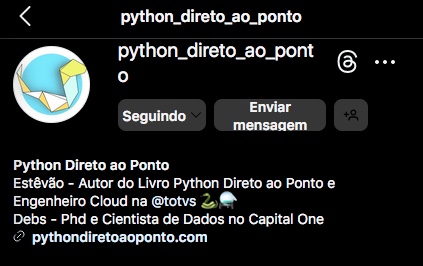 python_direto_ao_ponto
python_direto_ao_pont
o
Seguindo
Enviar
mensagem
Python Direto ao Ponto
Estêvão - Autor do Livro Python Direto ao Ponto e
Engenheiro Cloud na @totvs 🐍
Debs - Phd e Cientista de Dados no Capital One
pythondiretoaoponto.com